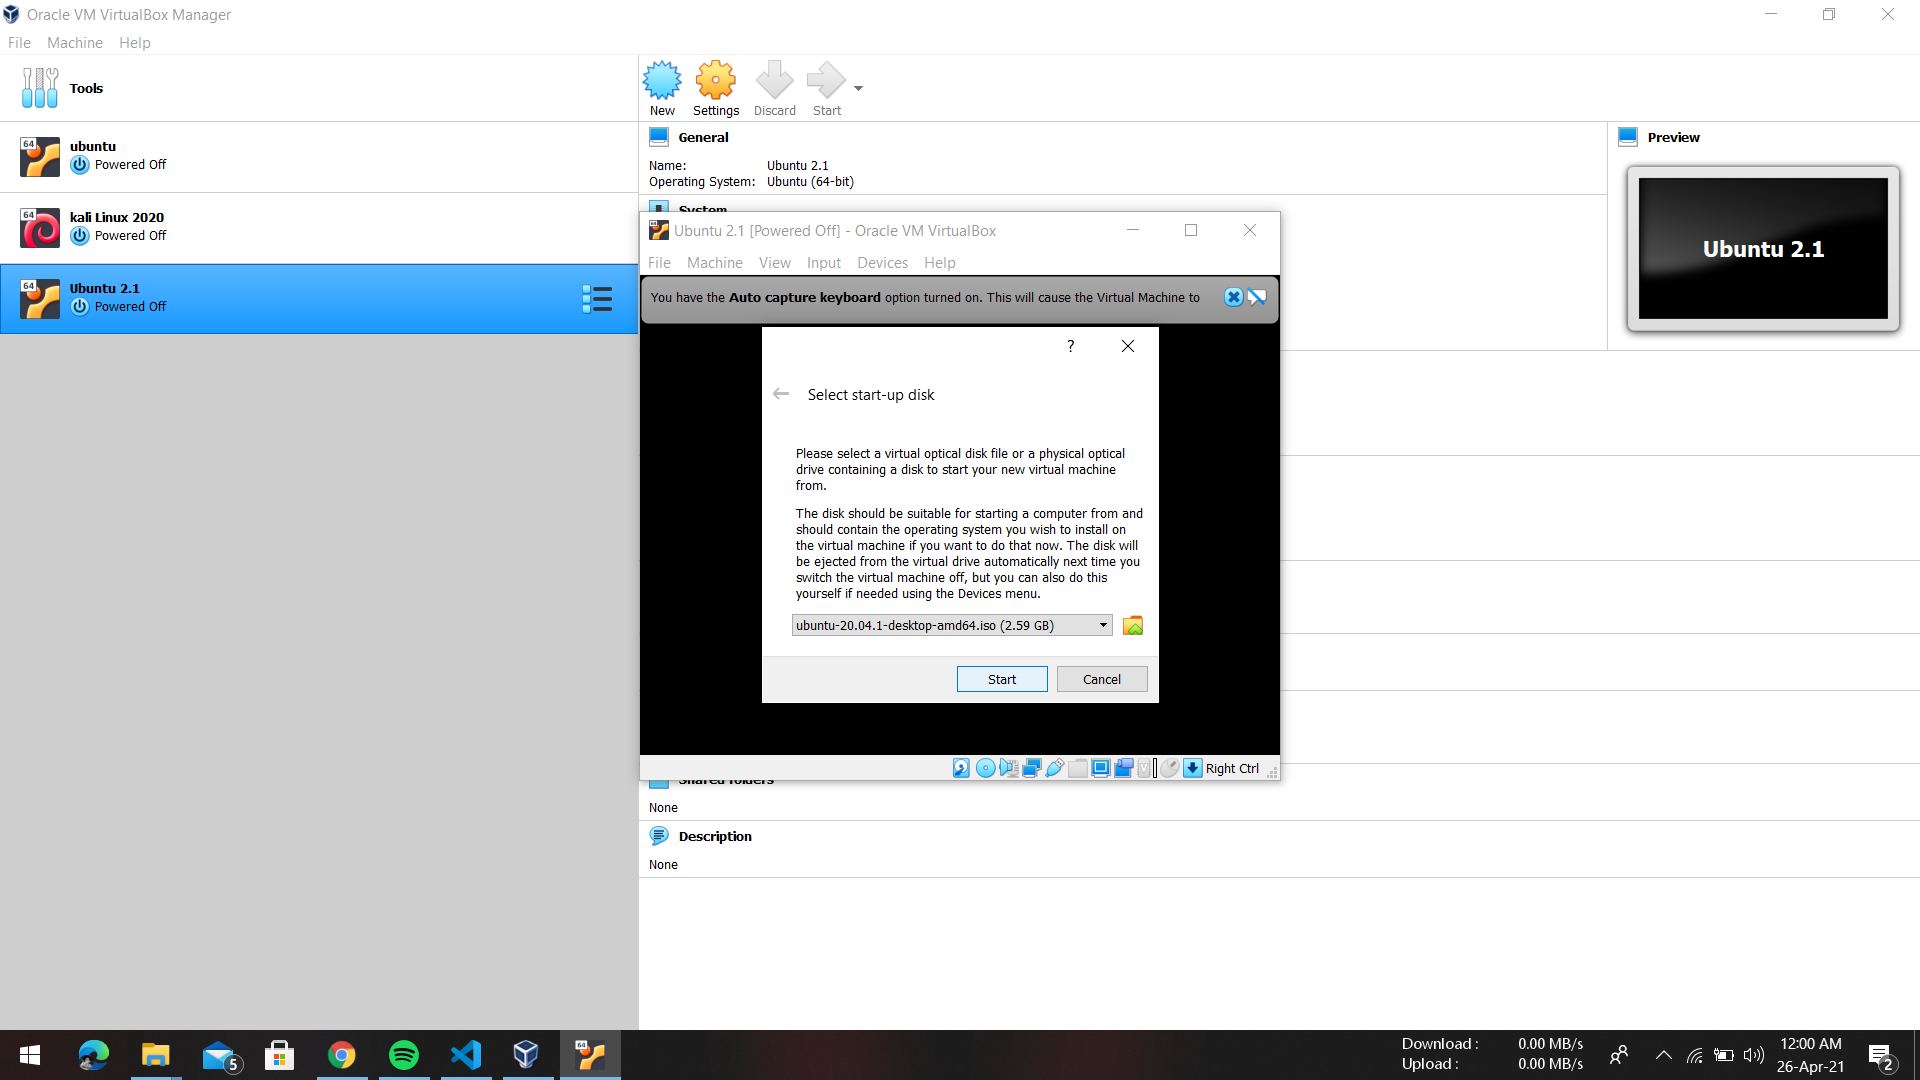 Oracle VM VirtualBox Manager
File Machine Help
Tools
New Settings Discard Start
64 ubuntu
Powered Off
64 kali Linux 2020
Powered Off
64 Ubuntu 2.1
Powered Off
General
Name: Ubuntu 2.1
Operating System: Ubuntu (64-bit)
System
Preview
Ubuntu 2.1
Ubuntu 2.1 [Powered Off] - Oracle VM VirtualBox
File Machine View Input Devices Help
You have the Auto capture keyboard option turned on. This will cause the Virtual Machine to
?
Select start-up disk
Please select a virtual optical disk file or a physical optical
drive containing a disk to start your new virtual machine
from.
The disk should be suitable for starting a computer from and
should contain the operating system you wish to install on
the virtual machine if you want to do that now. The disk will
be ejected from the virtual drive automatically next time you
switch the virtual machine off, but you can also do this
yourself if needed using the Devices menu.
ubuntu-20.04.1-desktop-amd64.iso (2.59 GB)
Start Cancel
Right Ctrl
Shared folders
None
Description
None
5
64
Download : 0.00 MB/s
Upload : 0.00 MB/s
12:00 AM
26-Apr-21
2